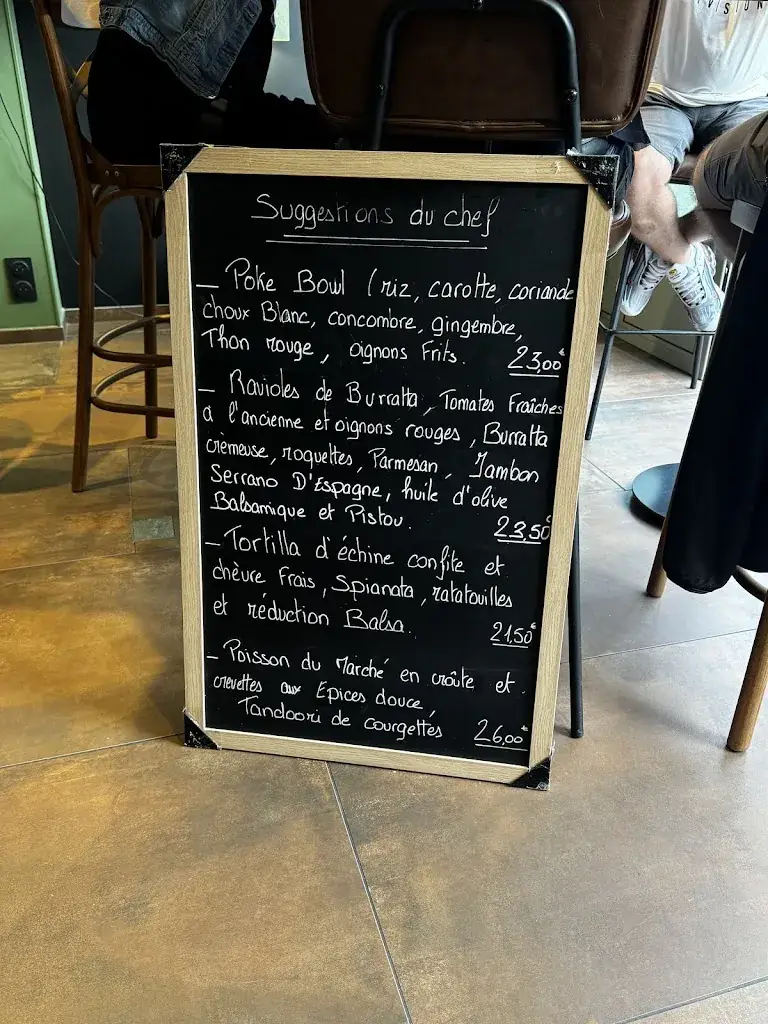 VISION
Suggestions du chef
_ Poke Bowl (riz, carotte, coriande
choux Blanc, concombre, gingembre,
Thon rouge, oignons Frits. 23,00€
_ Ravioles de Burratta, Tomates Fraîches
a l'ancienne et oignons rouges, Burratta
crèmeuse, roquettes, Parmesan, Jambon
Serrano D'Espagne, huile d'olive
Balsamique et Pistou. 23,50€
_ Tortilla d'échine confite et
chèvre Frais, Spianata, ratatouilles
et réduction Balsa. 21,50€
_ Poisson du Marché en croûte et
crevettes aux Epices douce,
Tandoori de courgettes 26,00€